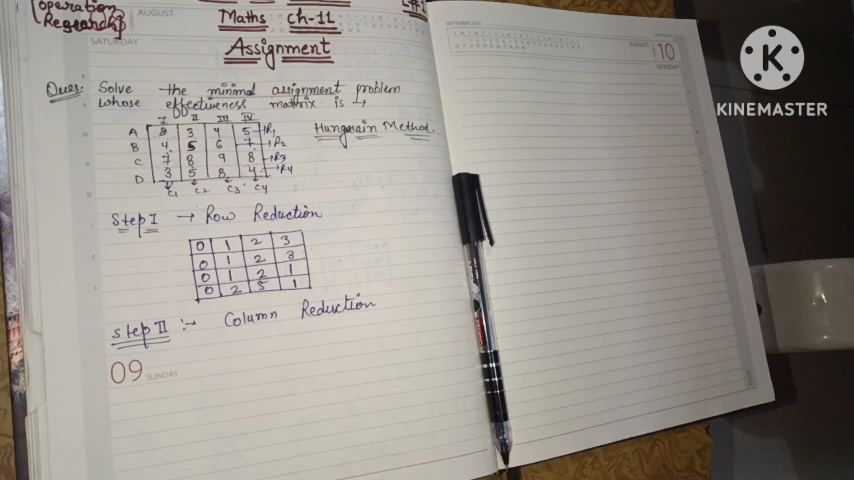 Operation
Research
AUGUST
Maths ch-11
SATURDAY
Assignment
Ques. Solve the minimal assignment problem
whose effectiveness matrix is ↳
I II III IV
A 2 3 4 5 → R1
B 4 5 6 7 → R2
C 7 8 9 8 → R3
D 3 5 8 4 → R4
C1 C2 C3 C4
Hungurain Method.
Step I → Row Reduction
0 1 2 3
0 1 2 3
0 1 2 1
0 2 5 1
Step II :→ Column Reduction
09 SUNDAY
AUGUST 10
MONDAY
K
KINEMASTER